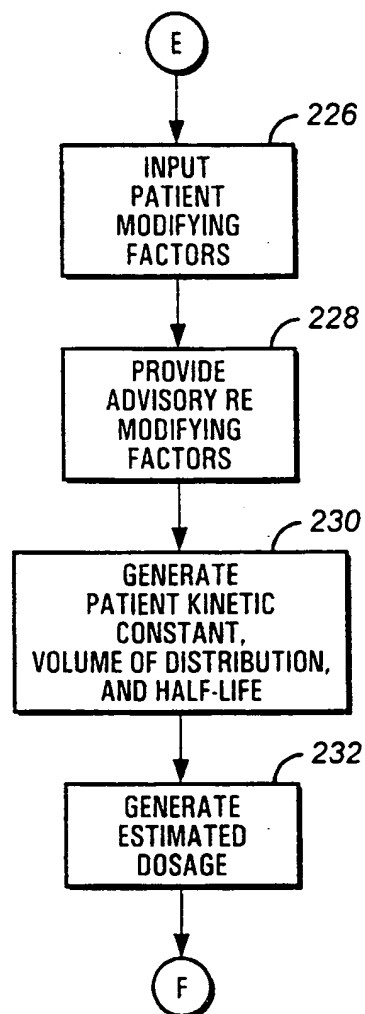 E
226
INPUT
PATIENT
MODIFYING
FACTORS
228
PROVIDE
ADVISORY RE
MODIFYING
FACTORS
230
GENERATE
PATIENT KINETIC
CONSTANT,
VOLUME OF DISTRIBUTION,
AND HALF-LIFE
232
GENERATE
ESTIMATED
DOSAGE
F